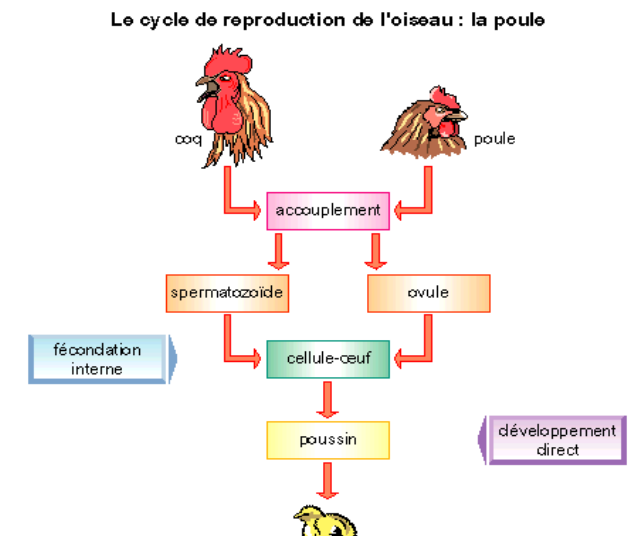 Le cycle de reproduction de l'oiseau : la poule
coq
poule
accouplement
spermatozoïde
ovule
fécondation
interne
cellule-œuf
poussin
développement
direct